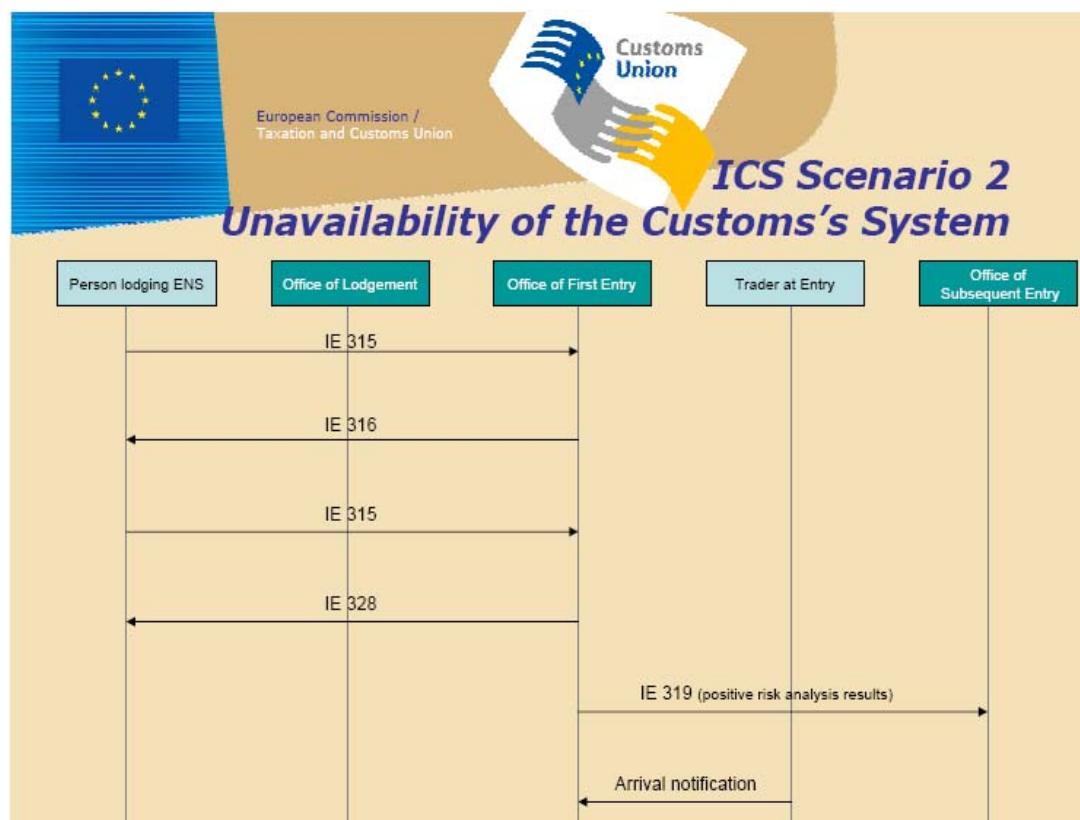 Customs
Union
European Commission /
Taxation and Customs Union
ICS Scenario 2
Unavailability of the Customs's System
Person lodging ENS
Office of Lodgement
Office of First Entry
Trader at Entry
Office of
Subsequent Entry
IE 315
IE 316
IE 315
IE 328
IE 319 (positive risk analysis results)
Arrival notification